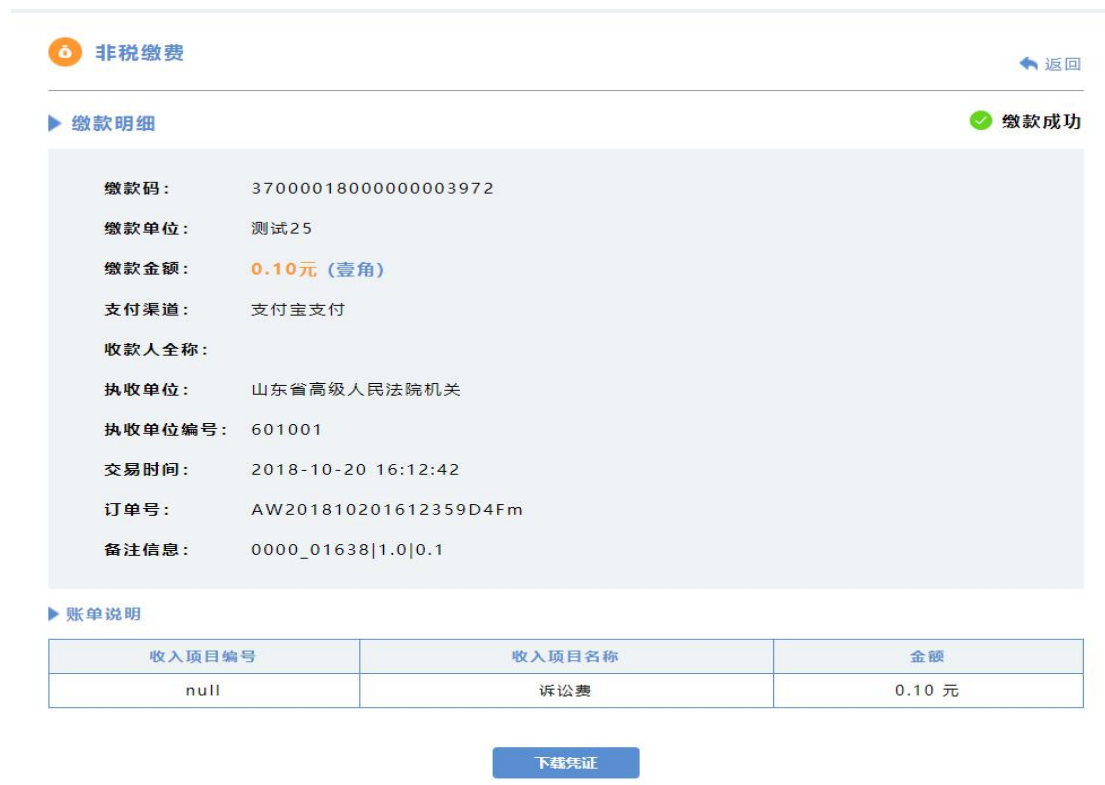 非税缴费
返回
缴款明细
缴款成功
缴款码： 37000018000000003972
缴款单位： 测试25
缴款金额： 0.10元 (壹角)
支付渠道： 支付宝支付
收款人全称：
执收单位： 山东省高级人民法院机关
执收单位编号： 601001
交易时间： 2018-10-20 16:12:42
订单号： AW201810201612359D4Fm
备注信息： 0000_01638|1.0|0.1
账单说明
收入项目编号 收入项目名称 金额
null 诉讼费 0.10 元
下载凭证